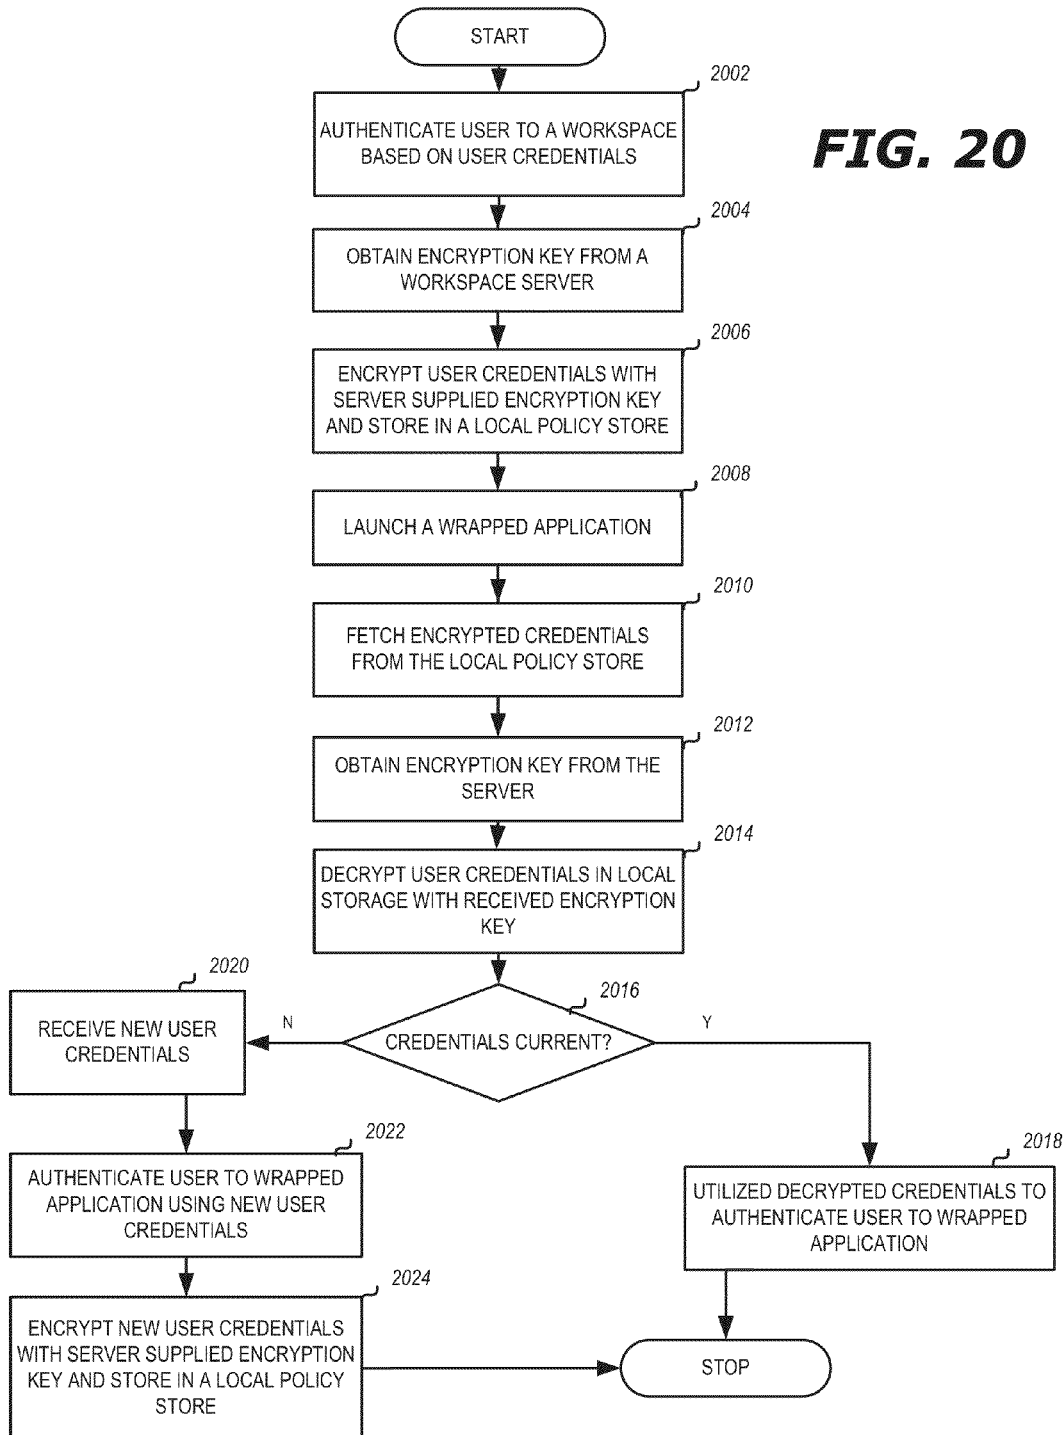 START
2002
AUTHENTICATE USER TO A WORKSPACE
BASED ON USER CREDENTIALS
FIG. 20
2004
OBTAIN ENCRYPTION KEY FROM A
WORKSPACE SERVER
2006
ENCRYPT USER CREDENTIALS WITH
SERVER SUPPLIED ENCRYPTION KEY
AND STORE IN A LOCAL POLICY STORE
2008
LAUNCH A WRAPPED APPLICATION
2010
FETCH ENCRYPTED CREDENTIALS
FROM THE LOCAL POLICY STORE
2012
OBTAIN ENCRYPTION KEY FROM THE
SERVER
2014
DECRYPT USER CREDENTIALS IN LOCAL
STORAGE WITH RECEIVED ENCRYPTION
KEY
2016
CREDENTIALS CURRENT?
N
Y
2020
RECEIVE NEW USER
CREDENTIALS
2022
AUTHENTICATE USER TO WRAPPED
APPLICATION USING NEW USER
CREDENTIALS
2018
UTILIZED DECRYPTED CREDENTIALS TO
AUTHENTICATE USER TO WRAPPED
APPLICATION
2024
ENCRYPT NEW USER CREDENTIALS
WITH SERVER SUPPLIED ENCRYPTION
KEY AND STORE IN A LOCAL POLICY
STORE
STOP